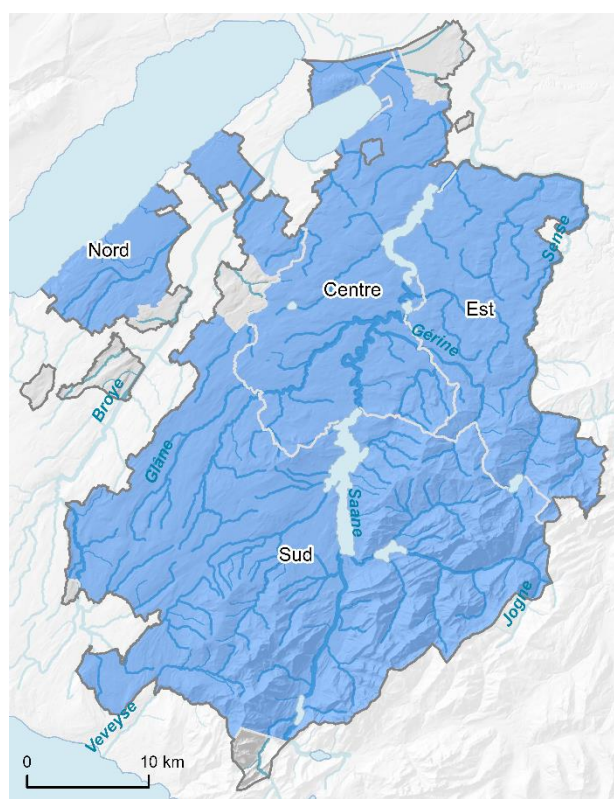 Nord
Sense
Centre
Est
Gérine
Broye
Glâne
Saane
Sud
Jogne
Veveyse
0 10 km